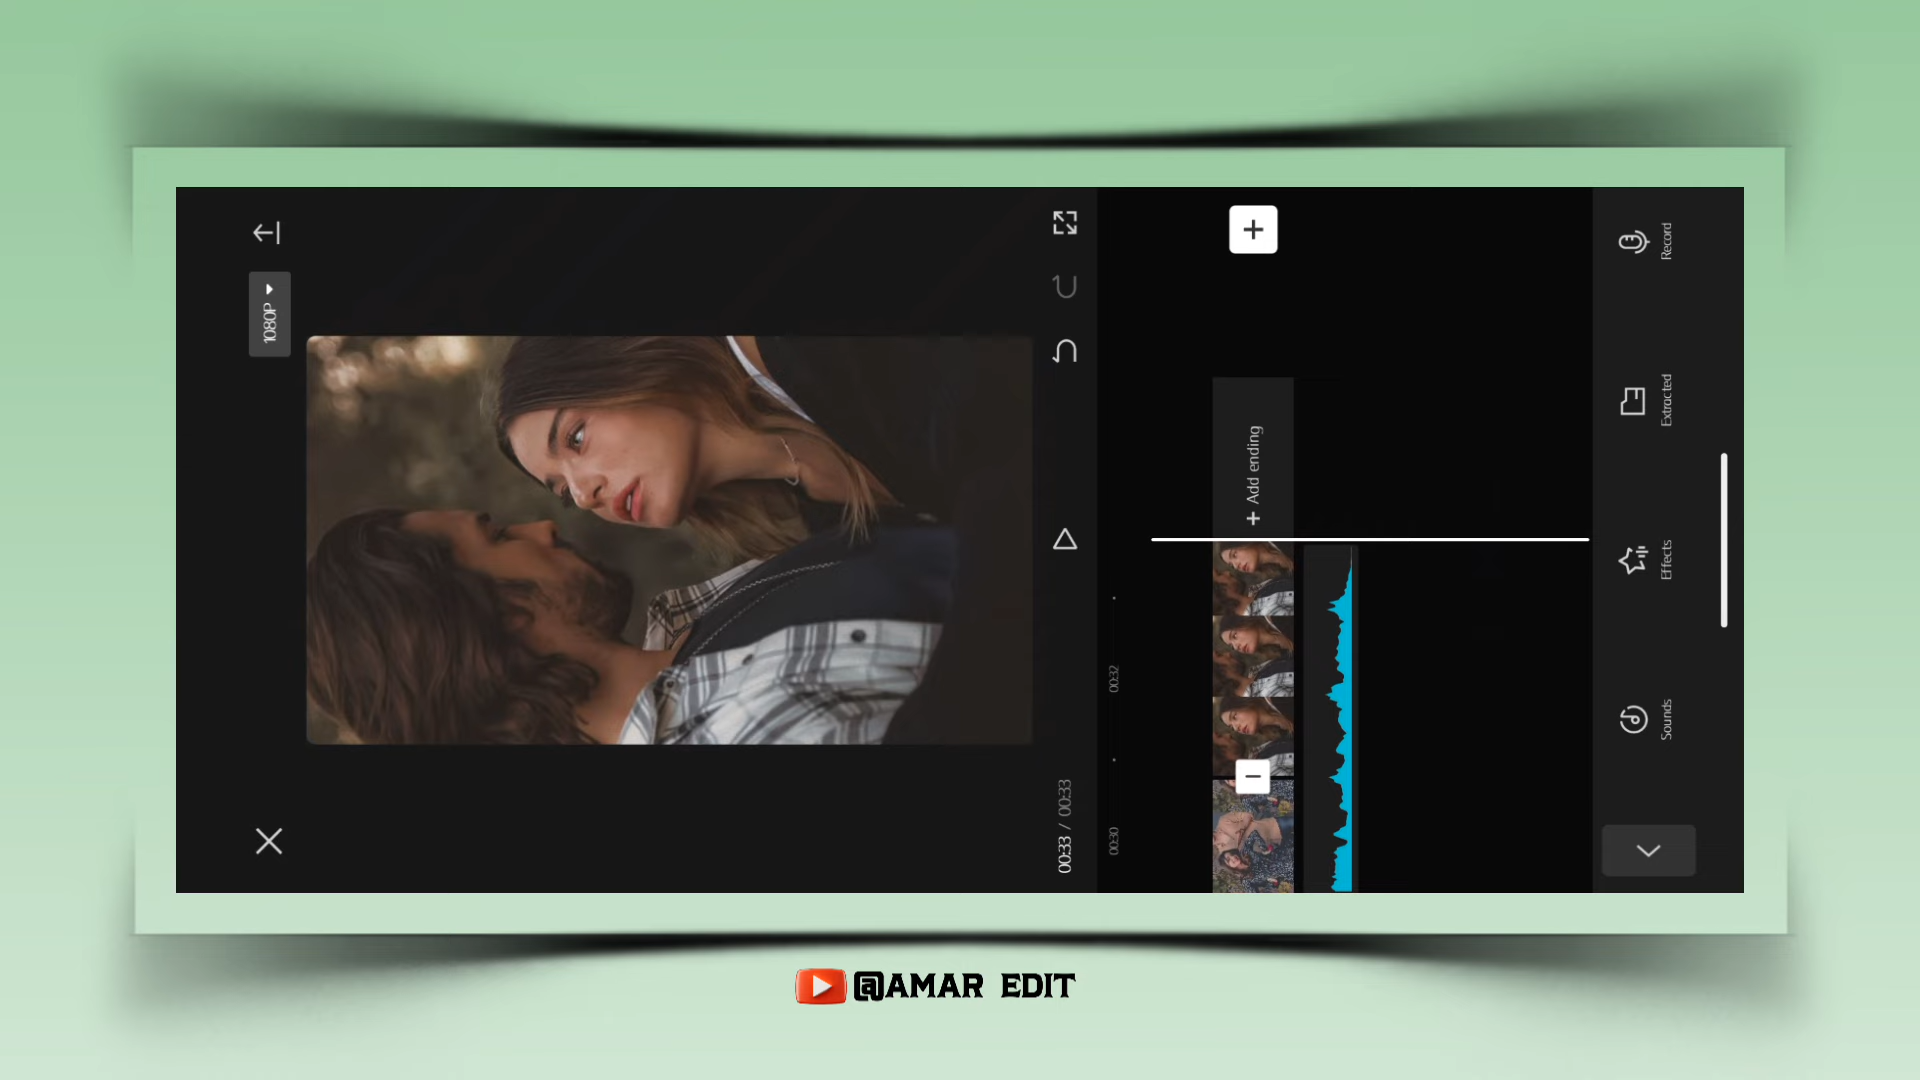 1080P
00:33 / 00:33
00:30
00:32
+ Add ending
Sounds
Effects
Extracted
Record
@AMAR EDIT